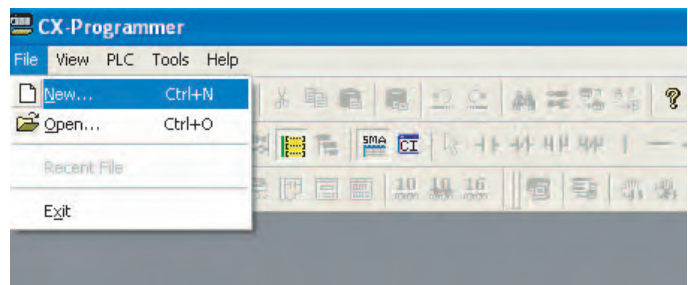 CX-Programmer
File View PLC Tools Help
New... Ctrl+N
Open... Ctrl+O
Recent File
Exit
SMA CI
10 10 16